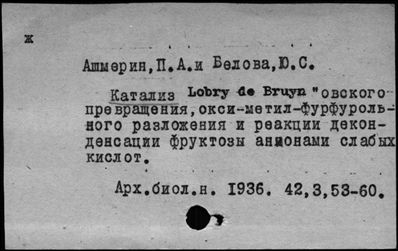 ж
Ашмерин, П.А.и Белова, Ю.С.
Катализ Lobry de Bruyn "овского
превращения, окси-метил-фурфуроль-
ного разложения и реакции декон-
денсации фруктозы анионами слабых
кислот.
Арх.биол.н. 1936. 42,3,53-60.